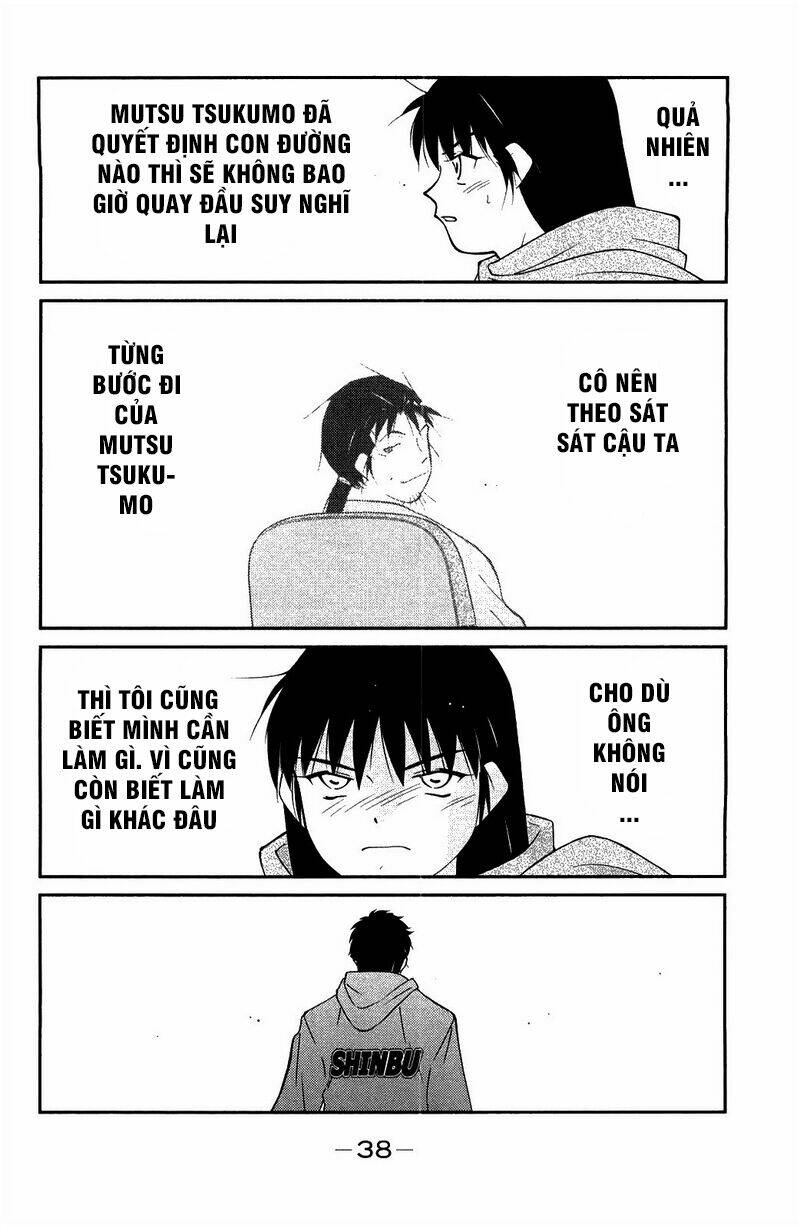 QUẢ
NHIÊN
...
MUTSU TSUKUMO ĐÃ
QUYẾT ĐỊNH CON ĐƯỜNG
NÀO THÌ SẼ KHÔNG BAO
GIỜ QUAY ĐẦU SUY NGHĨ
LẠI
CÔ NÊN
THEO SÁT
SÁT CẬU TA
TỪNG
BƯỚC ĐI
CỦA
MUTSU
TSUKU-
MO
CHO DÙ
ÔNG
KHÔNG
NÓI
...
THÌ TÔI CŨNG
BIẾT MÌNH CẦN
LÀM GÌ. VÌ CŨNG
CÒN BIẾT LÀM
GÌ KHÁC ĐÂU
SHINBU
—38—